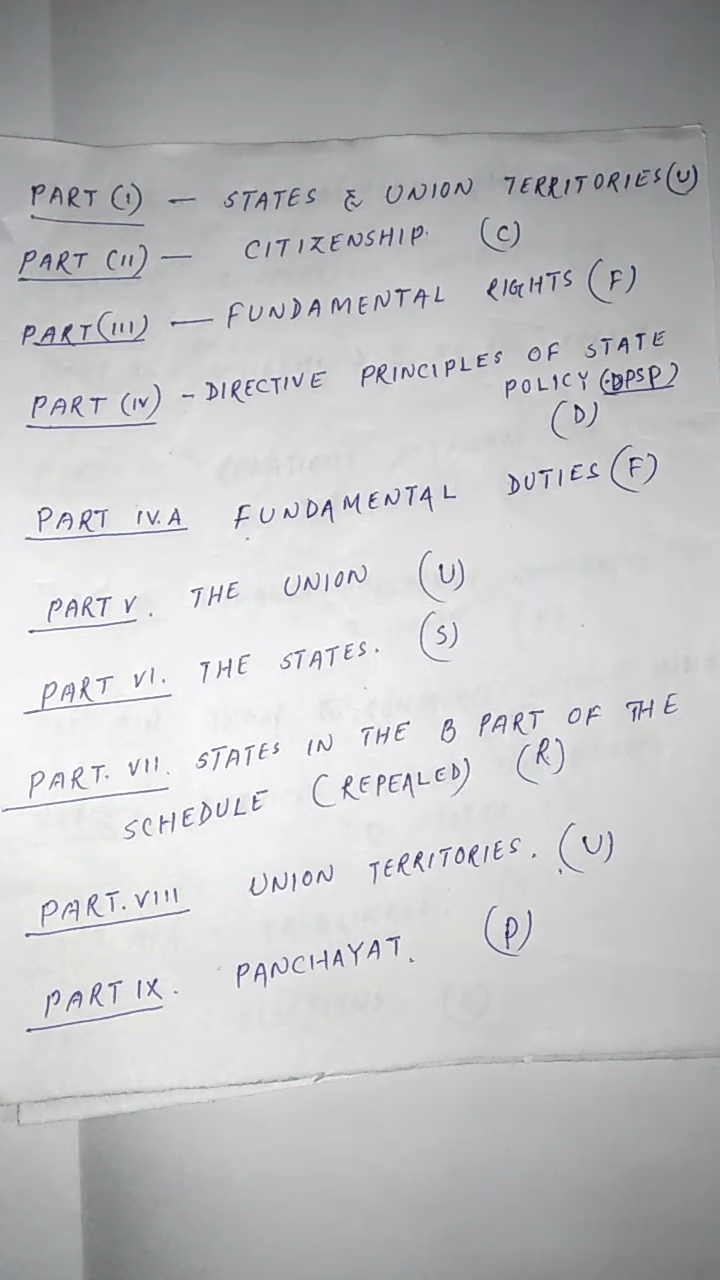 PART (I) — STATES & UNION TERRITORIES (U)
PART (II) — CITIZENSHIP. (C)
PART (III) — FUNDAMENTAL RIGHTS (F)
PART (IV) - DIRECTIVE PRINCIPLES OF STATE
POLICY (DPSP)
(D)
PART IV.A FUNDAMENTAL DUTIES (F)
PART V. THE UNION (U)
PART VI. THE STATES. (S)
PART. VII. STATES IN THE B PART OF THE
SCHEDULE (REPEALED) (R)
PART. VIII UNION TERRITORIES. (U)
PART IX. PANCHAYAT. (P)